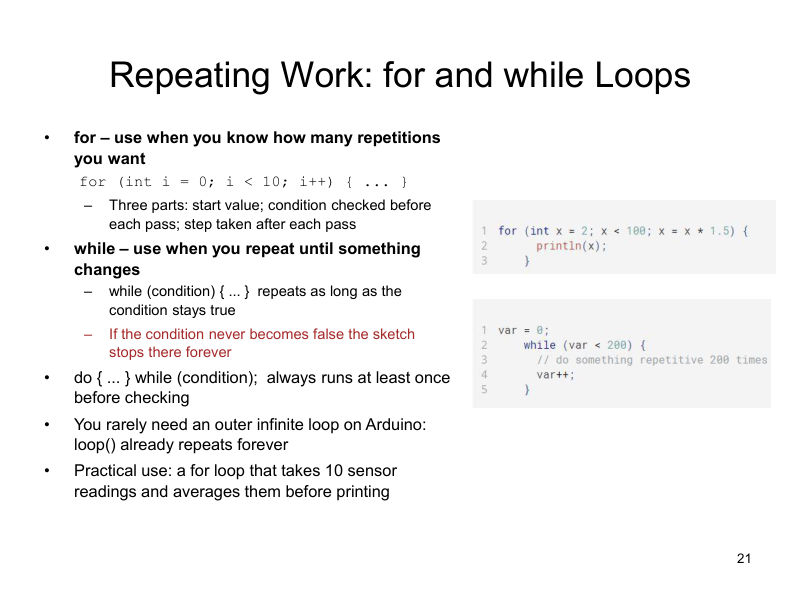 Repeating Work: for and while Loops
• for – use when you know how many repetitions
you want
for (int i = 0; i < 10; i++) { ... }
– Three parts: start value; condition checked before
each pass; step taken after each pass
• while – use when you repeat until something
changes
– while (condition) { ... }  repeats as long as the
condition stays true
– If the condition never becomes false the sketch
stops there forever
• do { ... } while (condition);  always runs at least once
before checking
• You rarely need an outer infinite loop on Arduino:
loop() already repeats forever
• Practical use: a for loop that takes 10 sensor
readings and averages them before printing
1 for (int x = 2; x < 100; x = x * 1.5) {
2 println(x);
3 }
1 var = 0;
2 while (var < 200) {
3 // do something repetitive 200 times
4 var++;
5 }
21